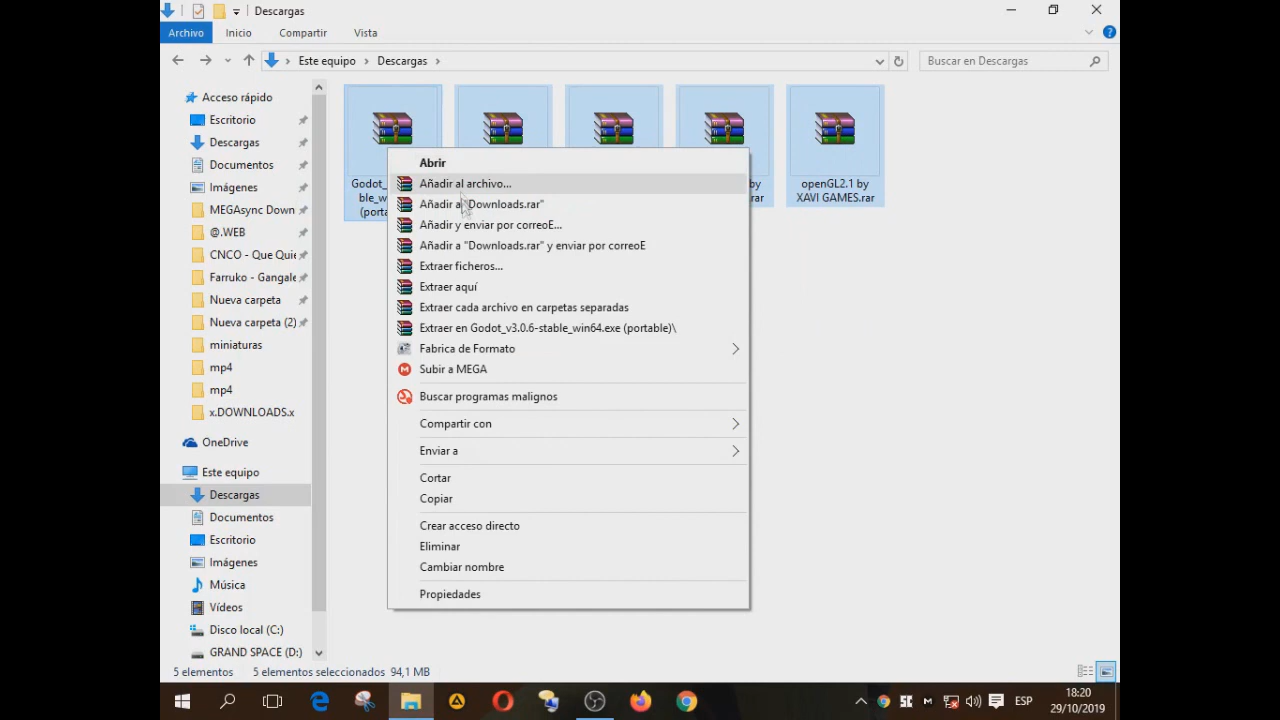 Descargas
Archivo Inicio Compartir Vista
Este equipo Descargas
Buscar en Descargas
Acceso rápido
Escritorio
Descargas
Documentos
Imágenes
MEGAsync Down
@.WEB
CNCO - Que Quie
Farruko - Gangale
Nueva carpeta
Nueva carpeta (2)
miniaturas
mp4
mp4
x.DOWNLOADS.x
OneDrive
Este equipo
Descargas
Documentos
Escritorio
Imágenes
Música
Vídeos
Disco local (C:)
GRAND SPACE (D:)
Godot_
ble_w
(porta
by
rar
openGL2.1 by
XAVI GAMES.rar
Abrir
Añadir al archivo...
Añadir a "Downloads.rar"
Añadir y enviar por correoE...
Añadir a "Downloads.rar" y enviar por correoE
Extraer ficheros...
Extraer aquí
Extraer cada archivo en carpetas separadas
Extraer en Godot_v3.0.6-stable_win64.exe (portable)\
Fabrica de Formato
Subir a MEGA
Buscar programas malignos
Compartir con
Enviar a
Cortar
Copiar
Crear acceso directo
Eliminar
Cambiar nombre
Propiedades
5 elementos 5 elementos seleccionados 94,1 MB
ESP
18:20
29/10/2019